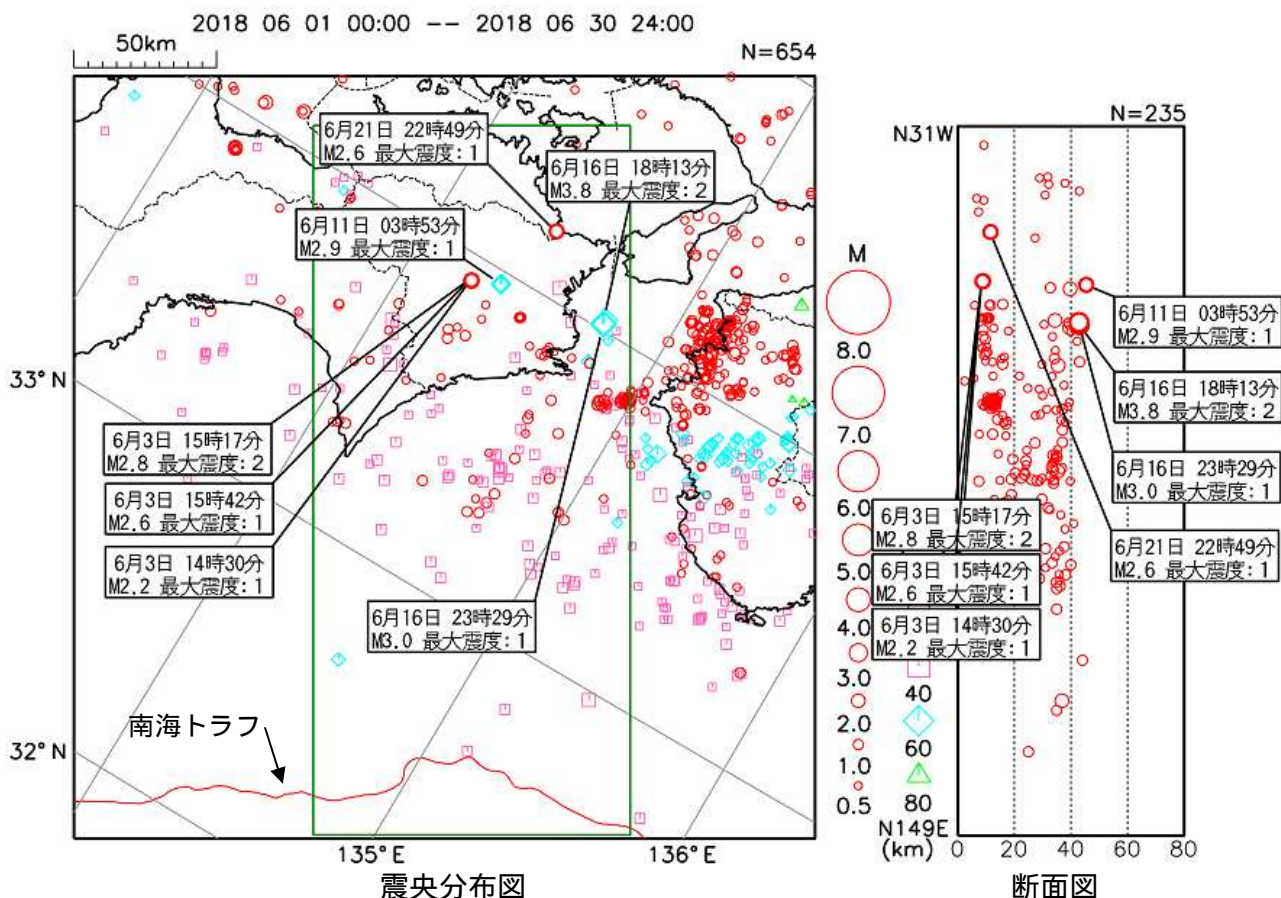 2018 06 01 00:00 -- 2018 06 30 24:00
50km
N=654
6月21日 22時49分
M2.6 最大震度:1
6月16日 18時13分
M3.8 最大震度:2
6月11日 03時53分
M2.9 最大震度:1
33°N
6月3日 15時17分
M2.8 最大震度:2
6月3日 15時42分
M2.6 最大震度:1
6月3日 14時30分
M2.2 最大震度:1
6月16日 23時29分
M3.0 最大震度:1
南海トラフ
32°N
135°E
136°E
震央分布図
M
8.0
7.0
6.0
5.0
4.0
3.0
2.0
1.0
0.5
40
60
80
N=235
N31W
6月11日 03時53分
M2.9 最大震度:1
6月16日 18時13分
M3.8 最大震度:2
6月16日 23時29分
M3.0 最大震度:1
6月21日 22時49分
M2.6 最大震度:1
6月3日 15時17分
M2.8 最大震度:2
6月3日 15時42分
M2.6 最大震度:1
6月3日 14時30分
M2.2 最大震度:1
N149E
(km)
0 20 40 60 80
断面図